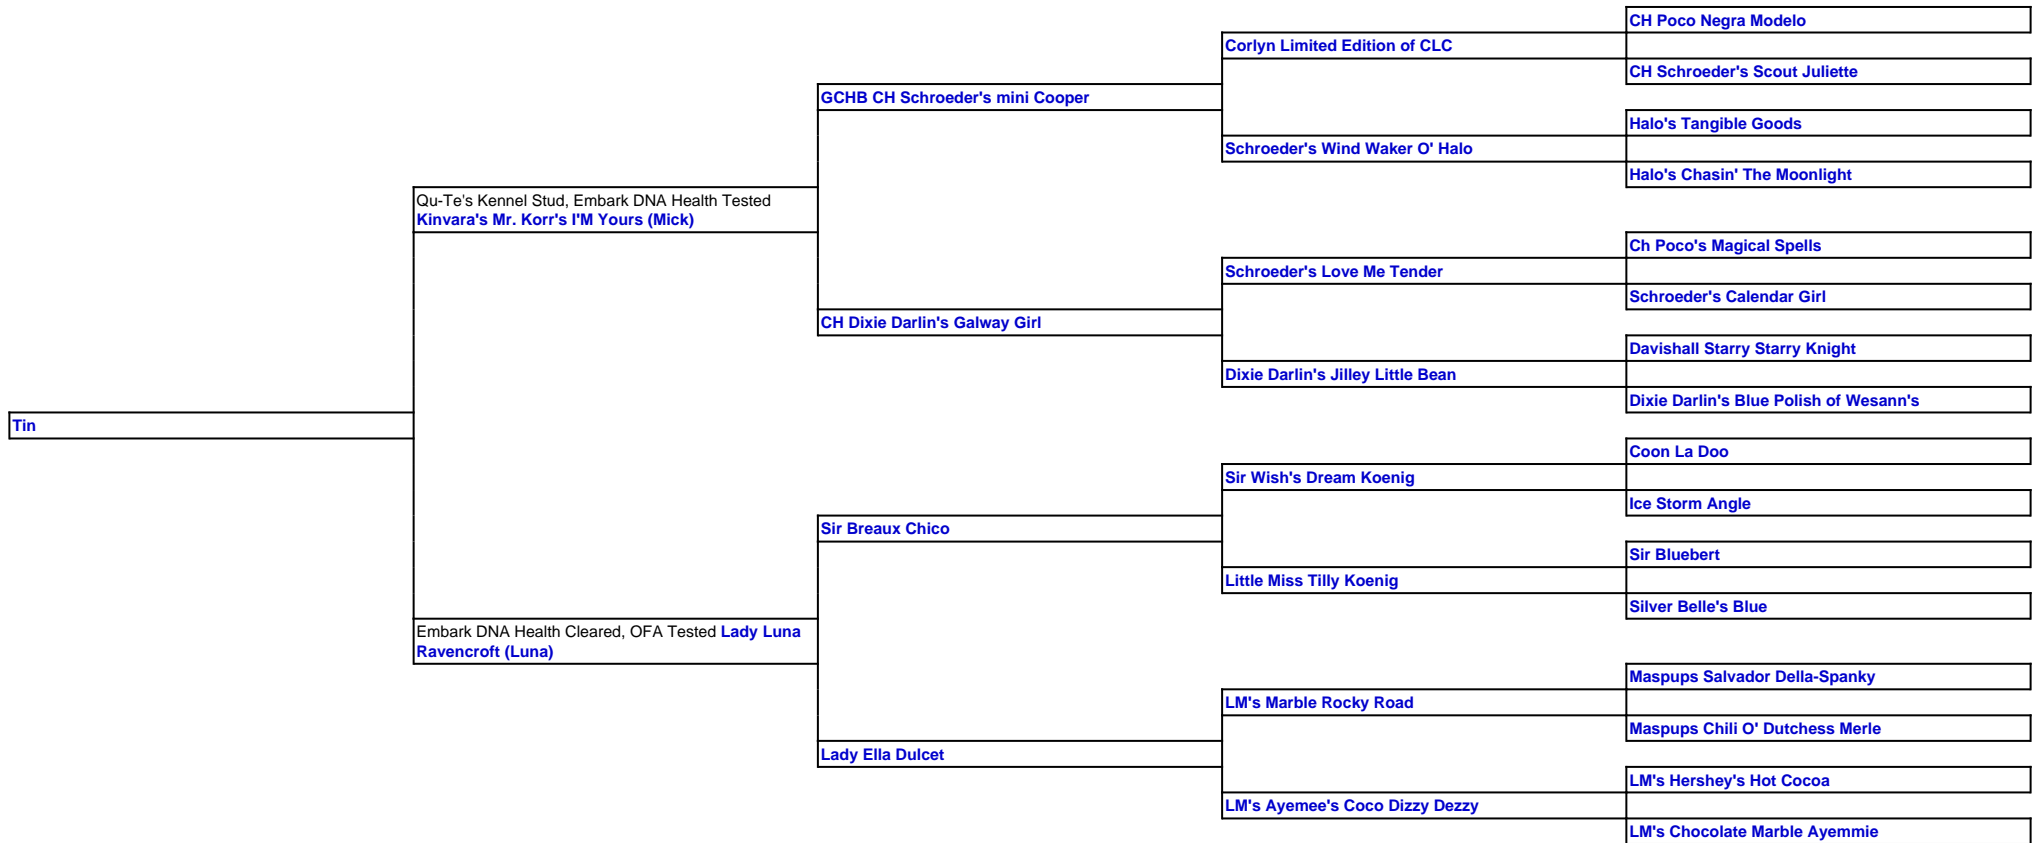 CH Poco Negra Modelo
Corlyn Limited Edition of CLC
CH Schroeder's Scout Juliette
GCHB CH Schroeder's mini Cooper
Halo's Tangible Goods
Schroeder's Wind Waker O' Halo
Halo's Chasin' The Moonlight
Qu-Te's Kennel Stud, Embark DNA Health Tested
Kinvara's Mr. Korr's I'M Yours (Mick)
Ch Poco's Magical Spells
Schroeder's Love Me Tender
Schroeder's Calendar Girl
CH Dixie Darlin's Galway Girl
Davishall Starry Starry Knight
Dixie Darlin's Jilley Little Bean
Dixie Darlin's Blue Polish of Wesann's
Tin
Coon La Doo
Sir Wish's Dream Koenig
Ice Storm Angle
Sir Breaux Chico
Sir Bluebert
Little Miss Tilly Koenig
Silver Belle's Blue
Embark DNA Health Cleared, OFA Tested Lady Luna
Ravencroft (Luna)
Maspups Salvador Della-Spanky
LM's Marble Rocky Road
Maspups Chili O' Dutchess Merle
Lady Ella Dulcet
LM's Hershey's Hot Cocoa
LM's Ayemee's Coco Dizzy Dezzy
LM's Chocolate Marble Ayemmie